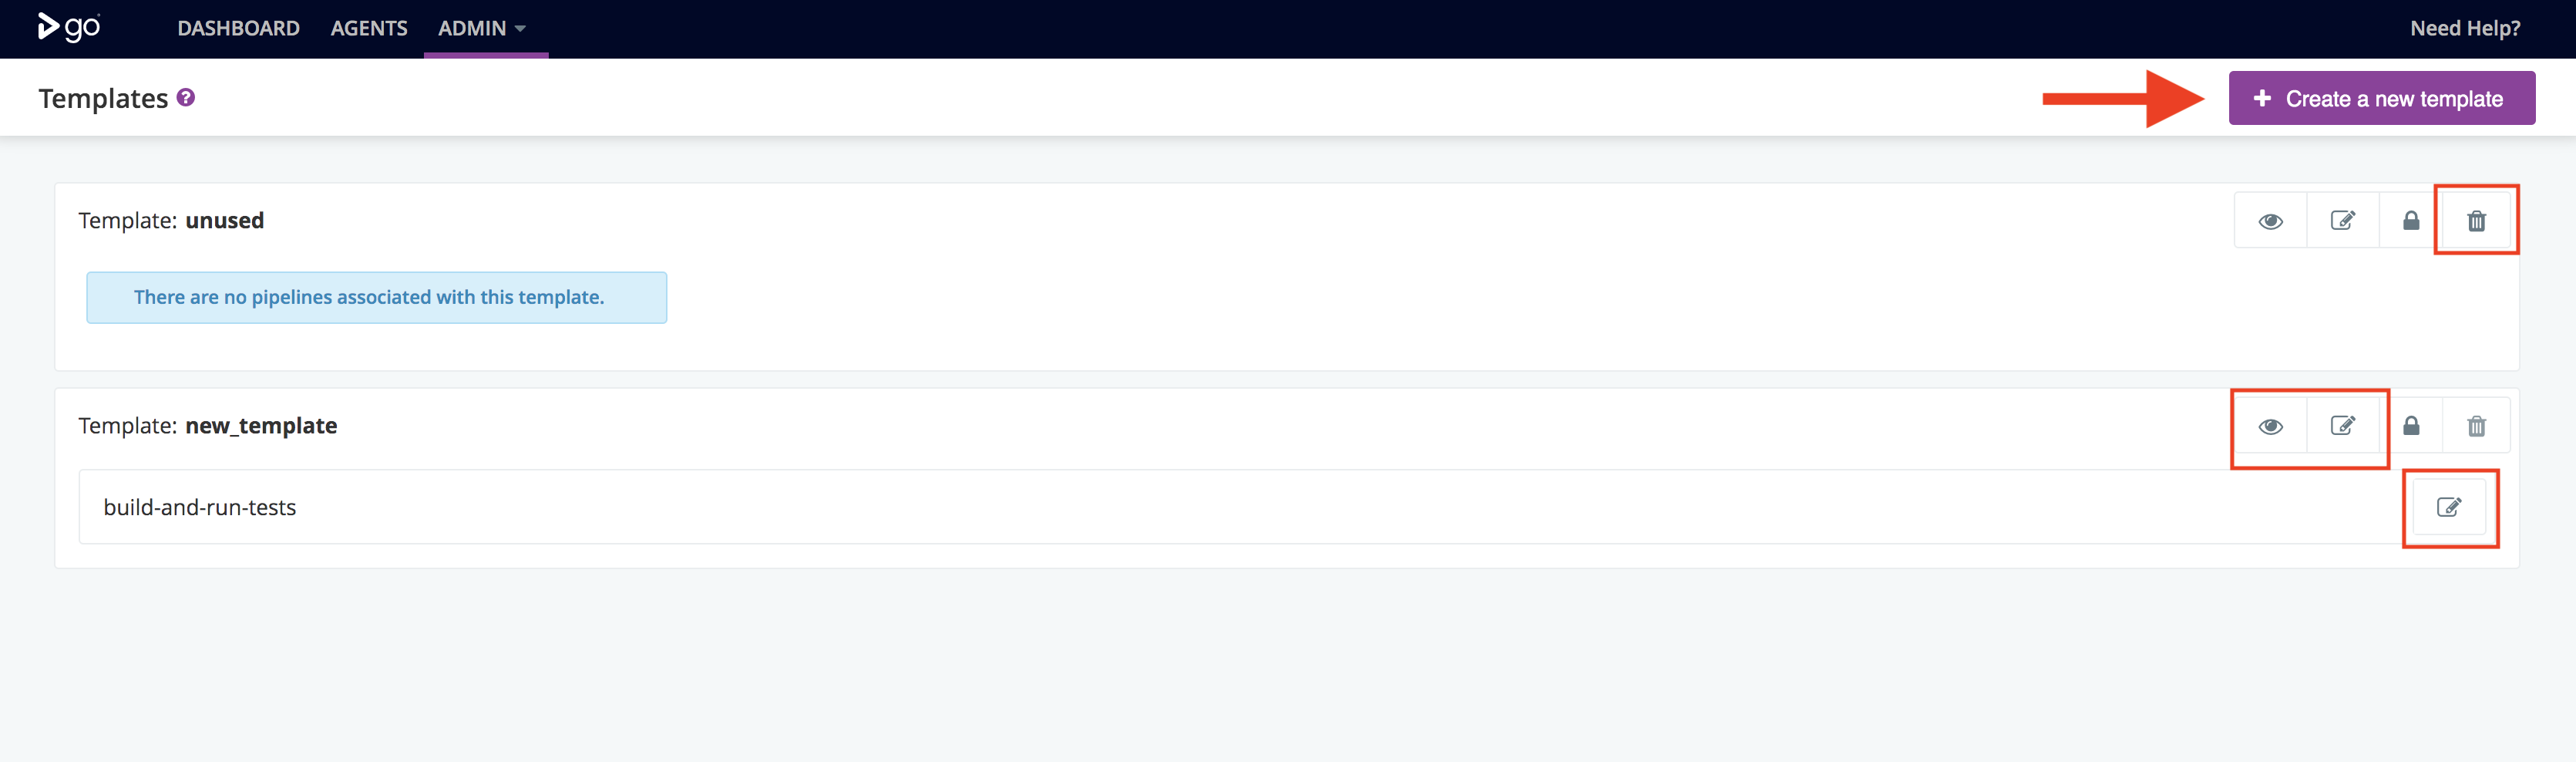 go DASHBOARD AGENTS ADMIN Need Help?
Templates ? + Create a new template
Template: unused
There are no pipelines associated with this template.
Template: new_template
build-and-run-tests